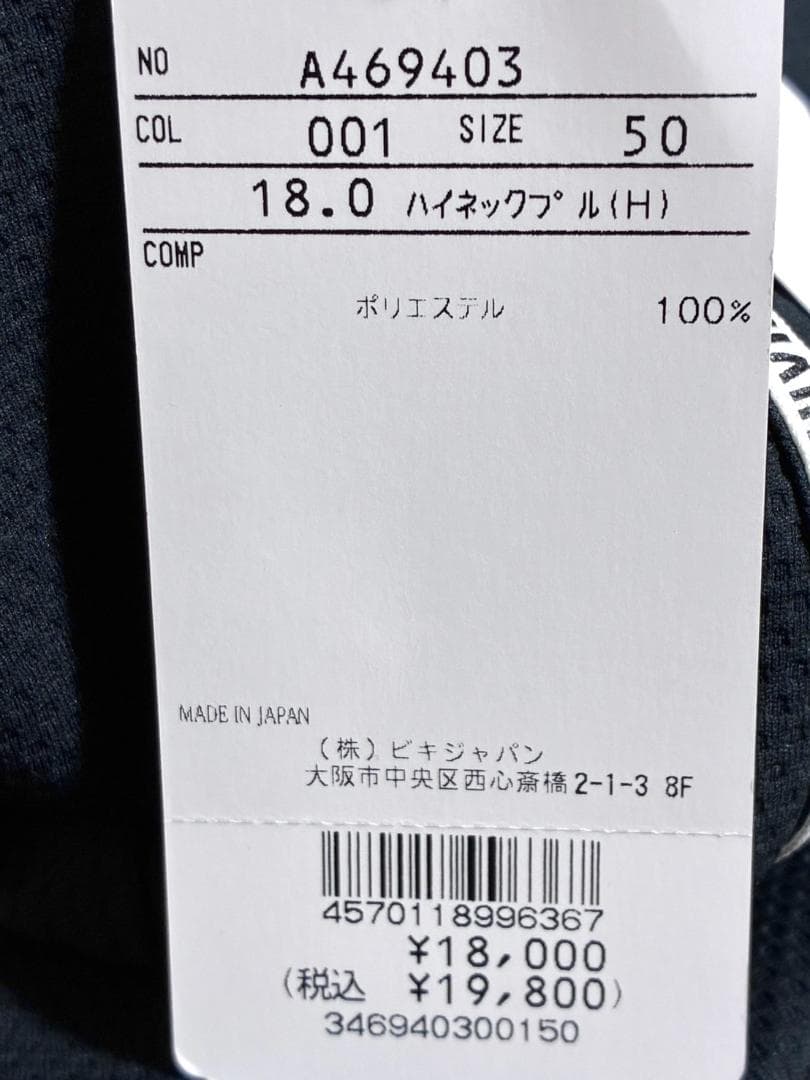 NO A469403
COL 001 SIZE 50
18.0 ハイネックプル(H)
COMP
ポリエステル 100%
MADE IN JAPAN
(株)ビキジャパン
大阪市中央区西心斎橋2-1-3 8F
4570118996367
¥18,000
(税込 ¥19,800)
346940300150